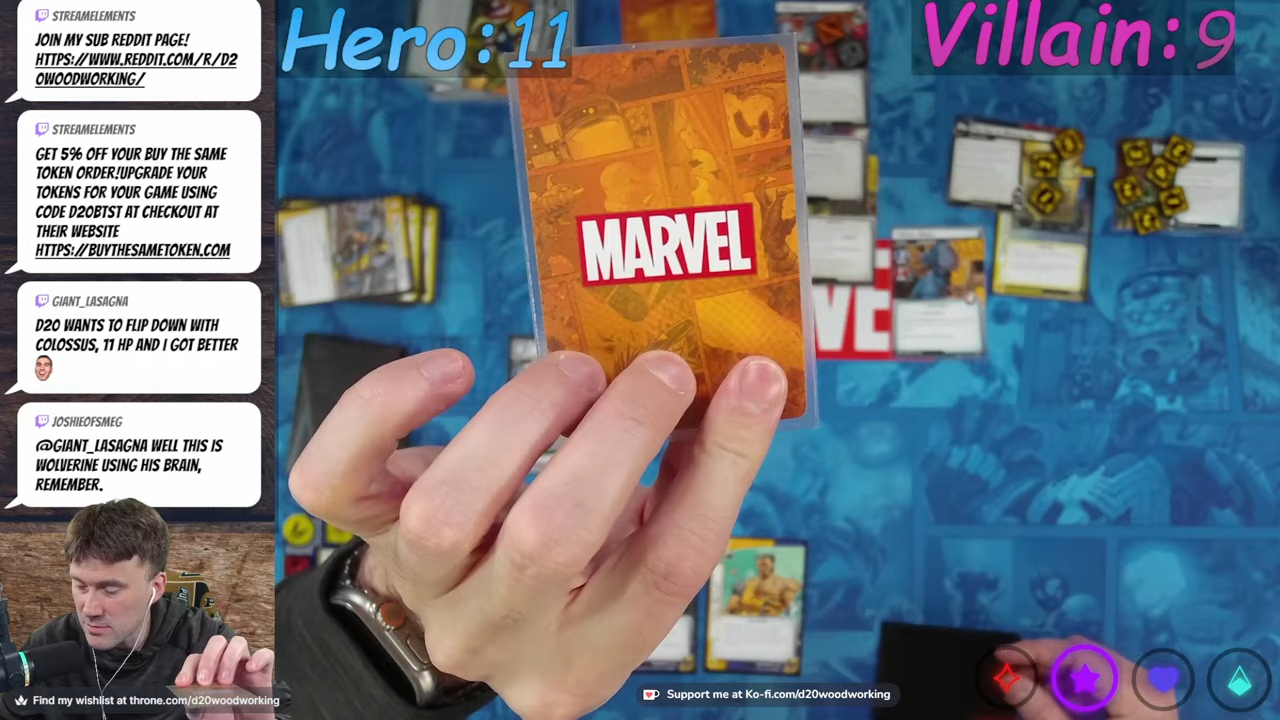 STREAMELEMENTS
JOIN MY SUB REDDIT PAGE!
HTTPS://WWW.REDDIT.COM/R/D2
0WOODWORKING/
STREAMELEMENTS
GET 5% OFF YOUR BUY THE SAME
TOKEN ORDER!UPGRADE YOUR
TOKENS FOR YOUR GAME USING
CODE D20BTST AT CHECKOUT AT
THEIR WEBSITE
HTTPS://BUYTHESAMETOKEN.COM
GIANT_LASAGNA
D20 WANTS TO FLIP DOWN WITH
COLOSSUS, 11 HP AND I GOT BETTER
JOSHIEOFSMEG
@GIANT_LASAGNA WELL THIS IS
WOLVERINE USING HIS BRAIN,
REMEMBER.
Find my wishlist at throne.com/d20woodworking
Hero: 11
Villain: 9
MARVEL
Support me at Ko-fi.com/d20woodworking